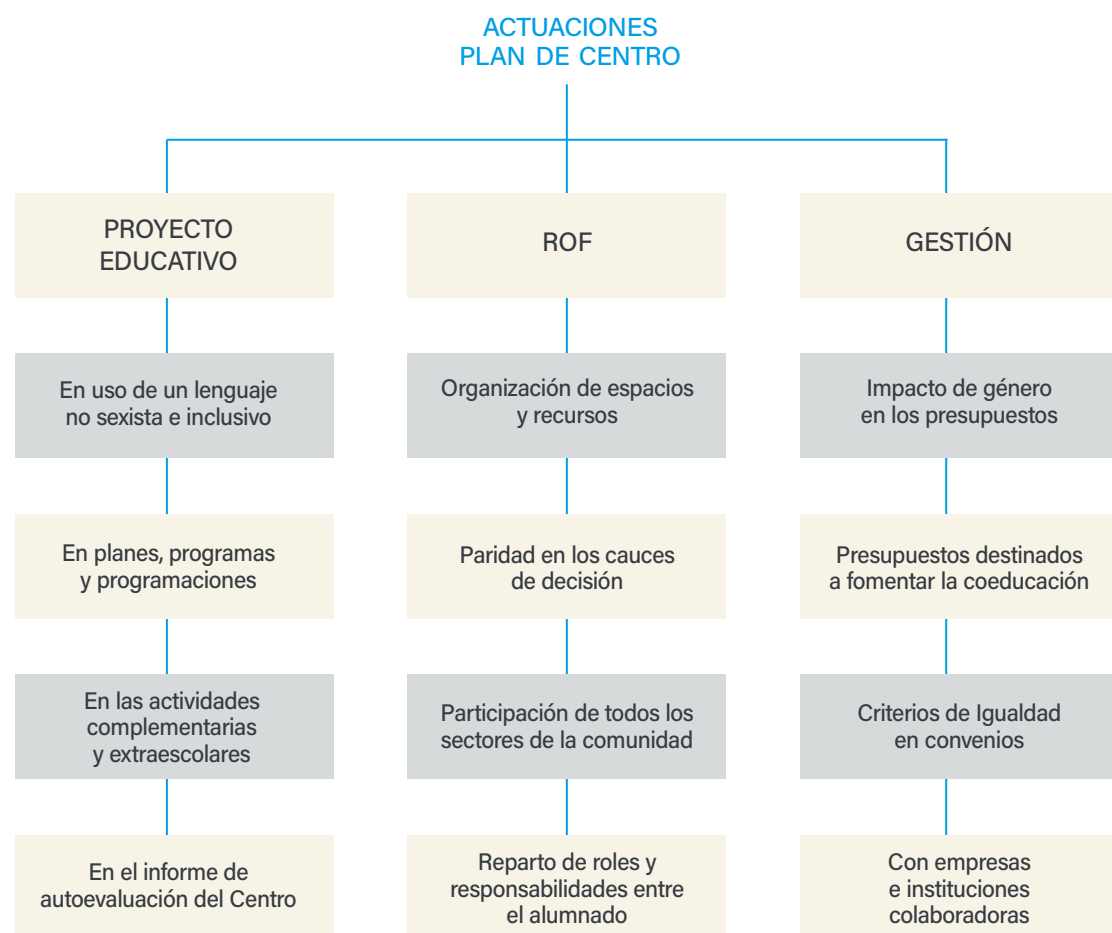 ACTUACIONES
PLAN DE CENTRO
PROYECTO
EDUCATIVO
En uso de un lenguaje
no sexista e inclusivo
En planes, programas
y programaciones
En las actividades
complementarias
y extraescolares
En el informe de
autoevaluación del Centro
ROF
Organización de espacios
y recursos
Paridad en los cauces
de decisión
Participación de todos los
sectores de la comunidad
Reparto de roles y
responsabilidades entre
el alumnado
GESTIÓN
Impacto de género
en los presupuestos
Presupuestos destinados
a fomentar la coeducación
Criterios de Igualdad
en convenios
Con empresas
e instituciones
colaboradoras